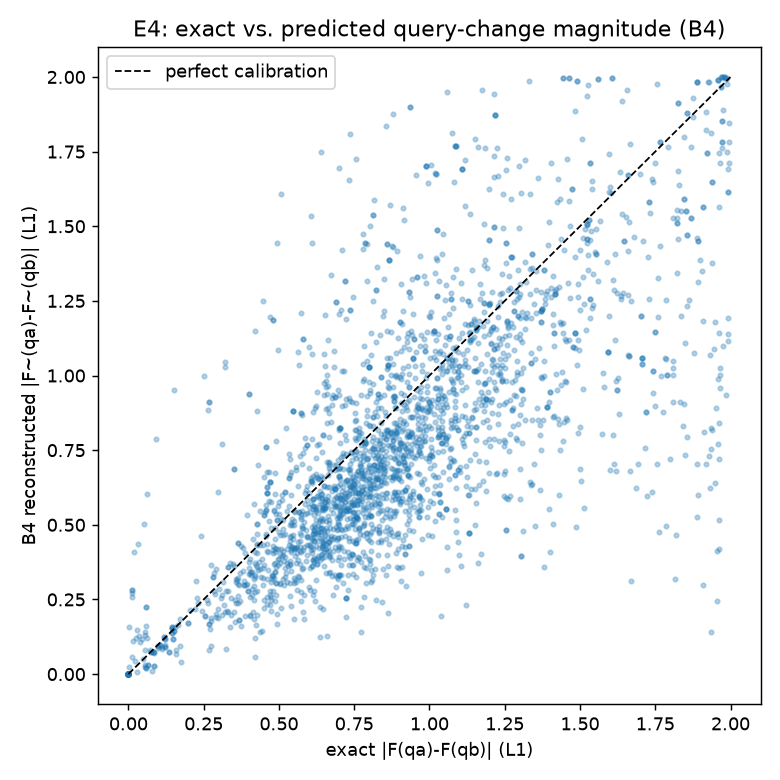 E4: exact vs. predicted query-change magnitude (B4)
perfect calibration
B4 reconstructed |F~(qa)-F~(qb)| (L1)
2.00
1.75
1.50
1.25
1.00
0.75
0.50
0.25
0.00
0.00 0.25 0.50 0.75 1.00 1.25 1.50 1.75 2.00
exact |F(qa)-F(qb)| (L1)